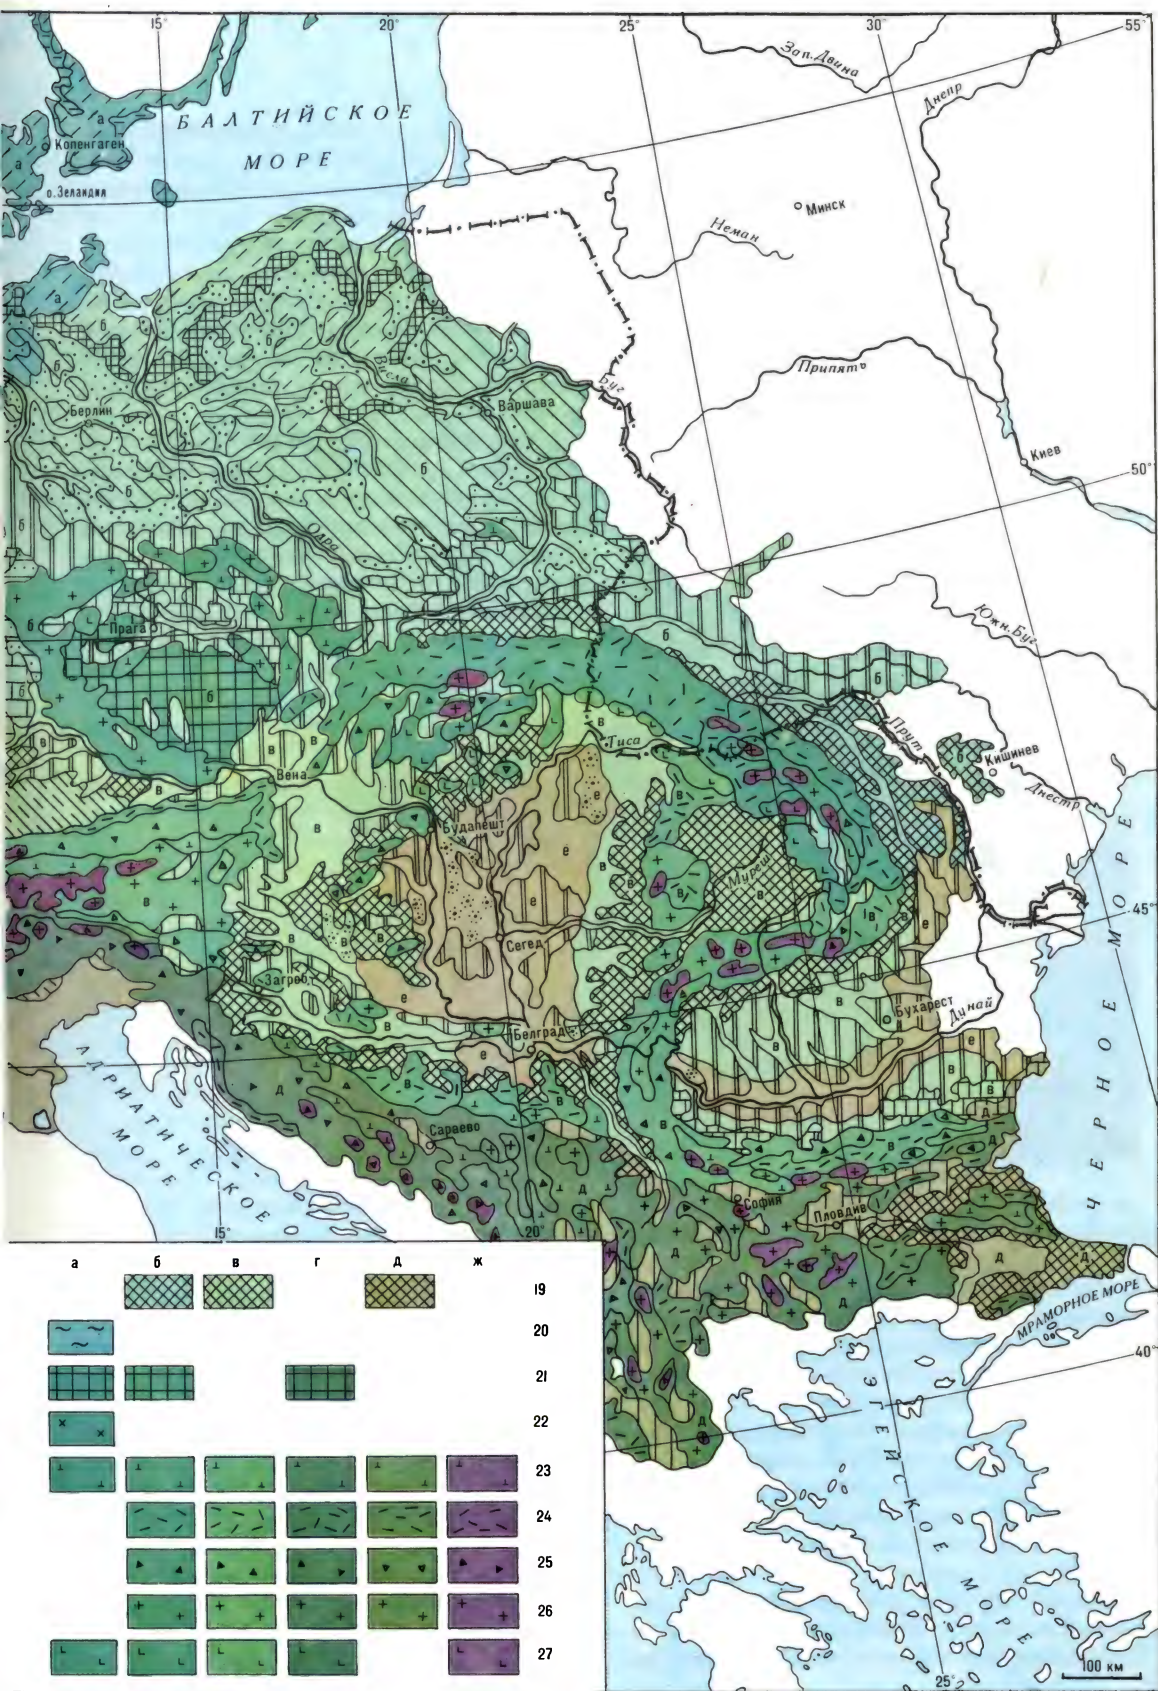 15°
20°
25°
30°
55°
Зап. Двина
Днепр
БАЛТИЙСКОЕ
МОРЕ
а
Копенгаген
а
о. Зеландия
Минск
Неман
а
б
б
б
Висла
Припять
Буг
Берлин
Варшава
Киев
50°
б
б
б
Одра
Южн. Буг
б
Прага
б
б
б
б
Прут
в
в
в
в
Тиса
Кишинев
б
Вена
Днестр
в
е
е
в
Будапешт
в
в
Муреш
в
45°
е
е
в
в
в
Сегед
в
в
Загреб
е
в
Бухарест
Дунай
Белград
е
в
е
в
в
АДРИАТИЧЕСКОЕ
МОРЕ
д
в
в
в
д
Сараево
д
София
Пловдив
ЧЕРНОЕ МОРЕ
15°
20°
д
д
д
д
МРАМОРНОЕ МОРЕ
40°
д
ЭГЕЙСКОЕ МОРЕ
25°
100 км
а б в г д ж
19
20
21
22
23
24
25
26
27